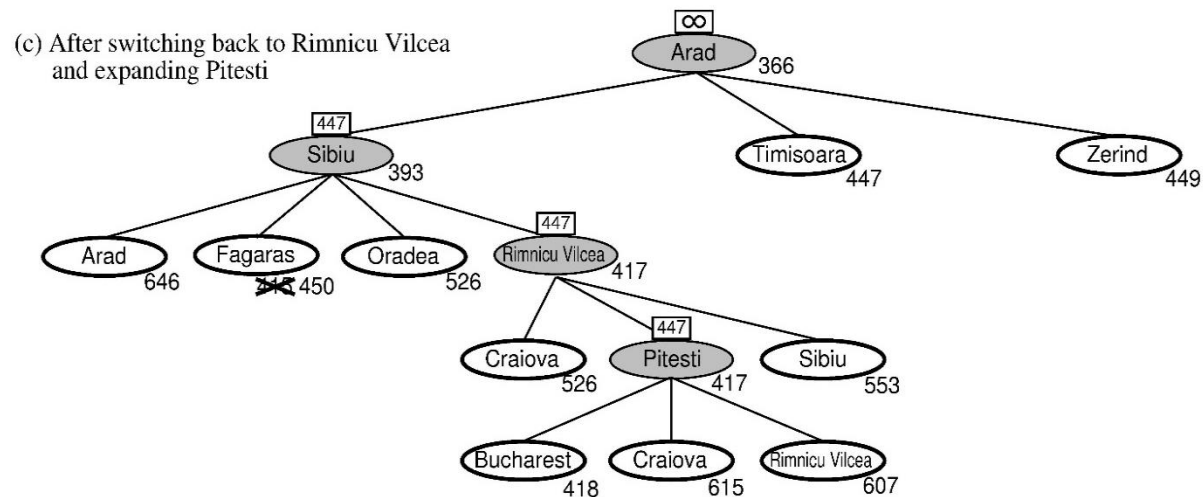 ∞
(c) After switching back to Rimnicu Vilcea
and expanding Pitesti
Arad
366
447
Sibiu
393
Timisoara
447
Zerind
449
447
Arad
646
Fagaras
415 450
Oradea
526
Rimnicu Vilcea
417
447
Craiova
526
Pitesti
417
Sibiu
553
Bucharest
418
Craiova
615
Rimnicu Vilcea
607